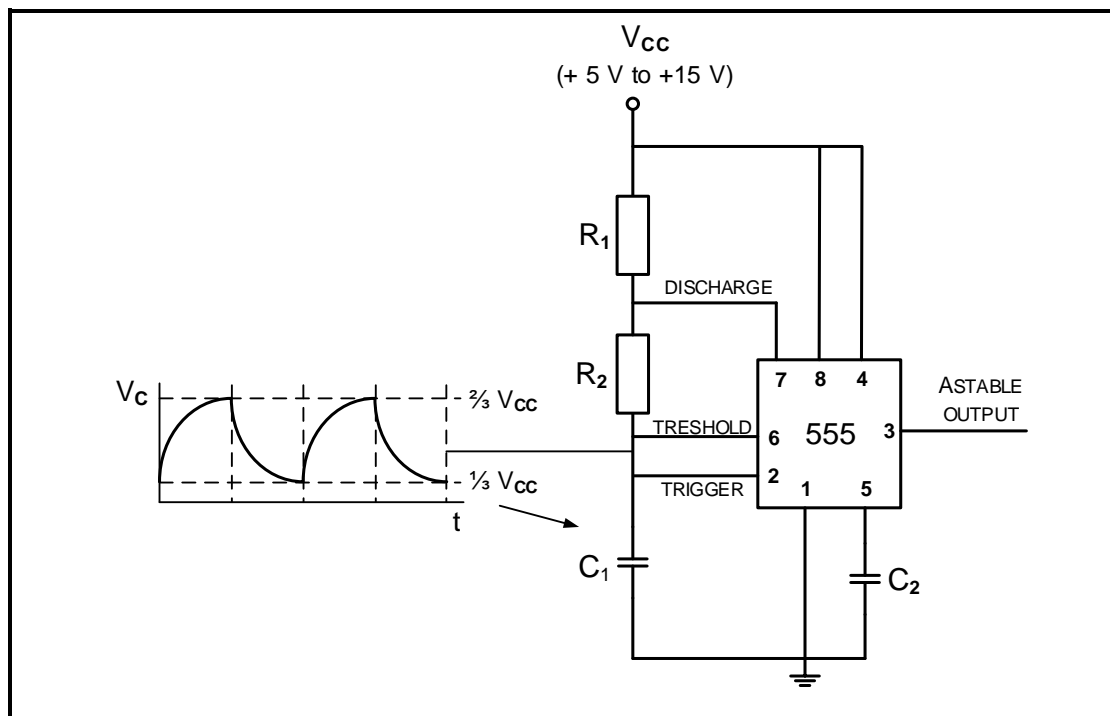 VCC
(+ 5 V to +15 V)
R1
DISCHARGE
R2
7 8 4
VC
⅔ VCC
ASTABLE
OUTPUT
TRESHOLD
6 555 3
2
TRIGGER
1 5
⅓ VCC
t
C1
C2